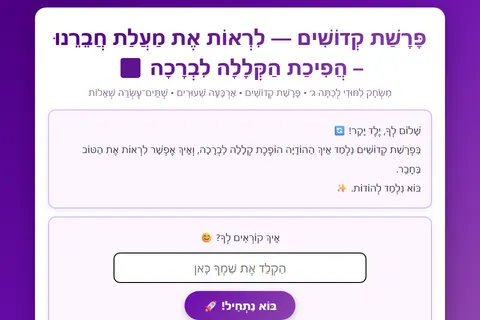 פָּרָשַׁת קְדוֹשִׁים — לִרְאוֹת אֶת מַעֲלַת חֲבֵרֵנוּ
– הֲפִיכַת הַקְּלָלָה לִבְרָכָה
מִשְׂחָק לִמּוּדִי לְכִתָּה ג׳ • פָּרָשַׁת קְדוֹשִׁים • אַרְבָּעָה שִׁעוּרִים • שְׁתֵּים־עֶשְׂרֵה שְׁאֵלוֹת
שָׁלוֹם לְךָ, יֶלֶד יָקָר! 🔄
בְּפָרָשַׁת קְדוֹשִׁים נִלְמַד אֵיךְ הַהוֹדָיָה הוֹפֶכֶת קְלָלָה לִבְרָכָה, וְאֵיךְ אֶפְשָׁר לִרְאוֹת אֶת הַטּוֹב
בַּחֲבֵר.
בּוֹא נִלְמַד לְהוֹדוֹת. ✨
אֵיךְ קוֹרְאִים לְךָ? 😊
הַקְלֵד אֶת שִׁמְךָ כָּאן
בּוֹא נַתְחִיל! 🚀